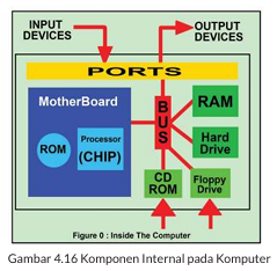 INPUT
DEVICES
OUTPUT
DEVICES
PORTS
MotherBoard
ROM
Processor
(CHIP)
BUS
RAM
Hard
Drive
CD
ROM
Floppy
Drive
Figure 0 : Inside The Computer
Gambar 4.16 Komponen Internal pada Komputer